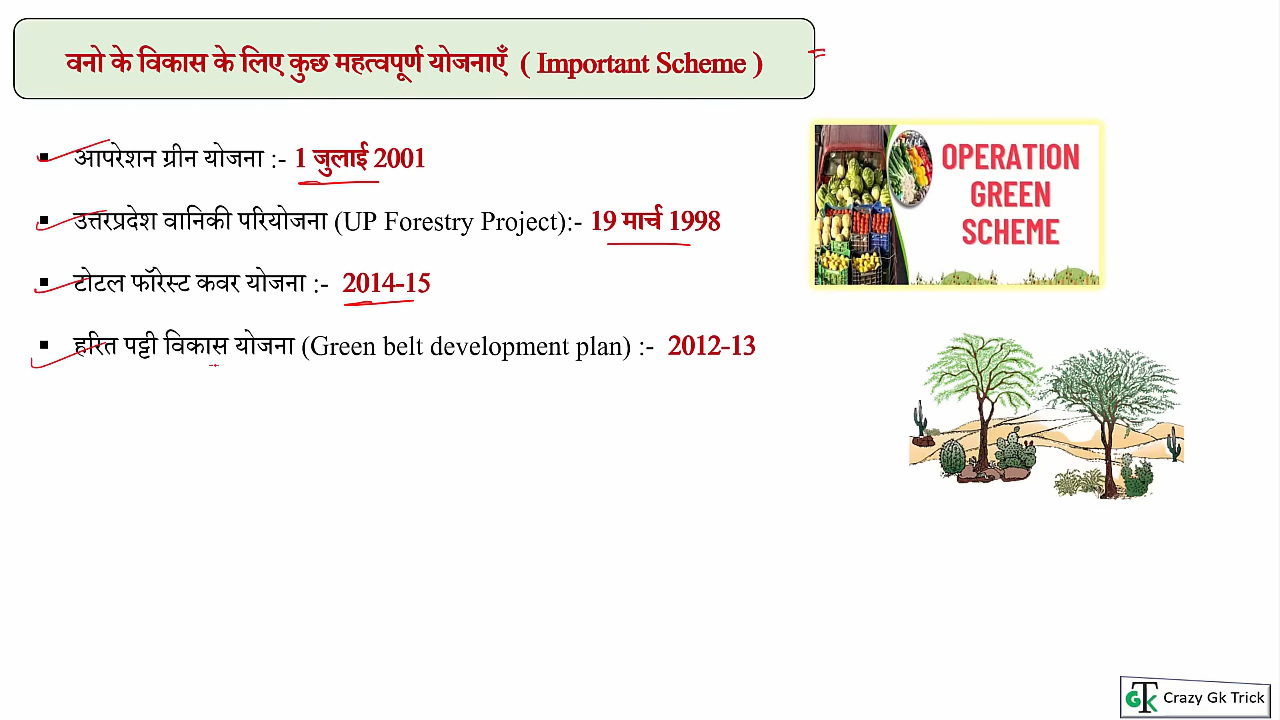 वनो के विकास के लिए कुछ महत्वपूर्ण योजनाएँ ( Important Scheme )
▪ आपरेशन ग्रीन योजना :- 1 जुलाई 2001
▪ उत्तरप्रदेश वानिकी परियोजना (UP Forestry Project):- 19 मार्च 1998
▪ टोटल फॉरेस्ट कवर योजना :- 2014-15
▪ हरित पट्टी विकास योजना (Green belt development plan) :- 2012-13
OPERATION
GREEN
SCHEME
GTK Crazy Gk Trick